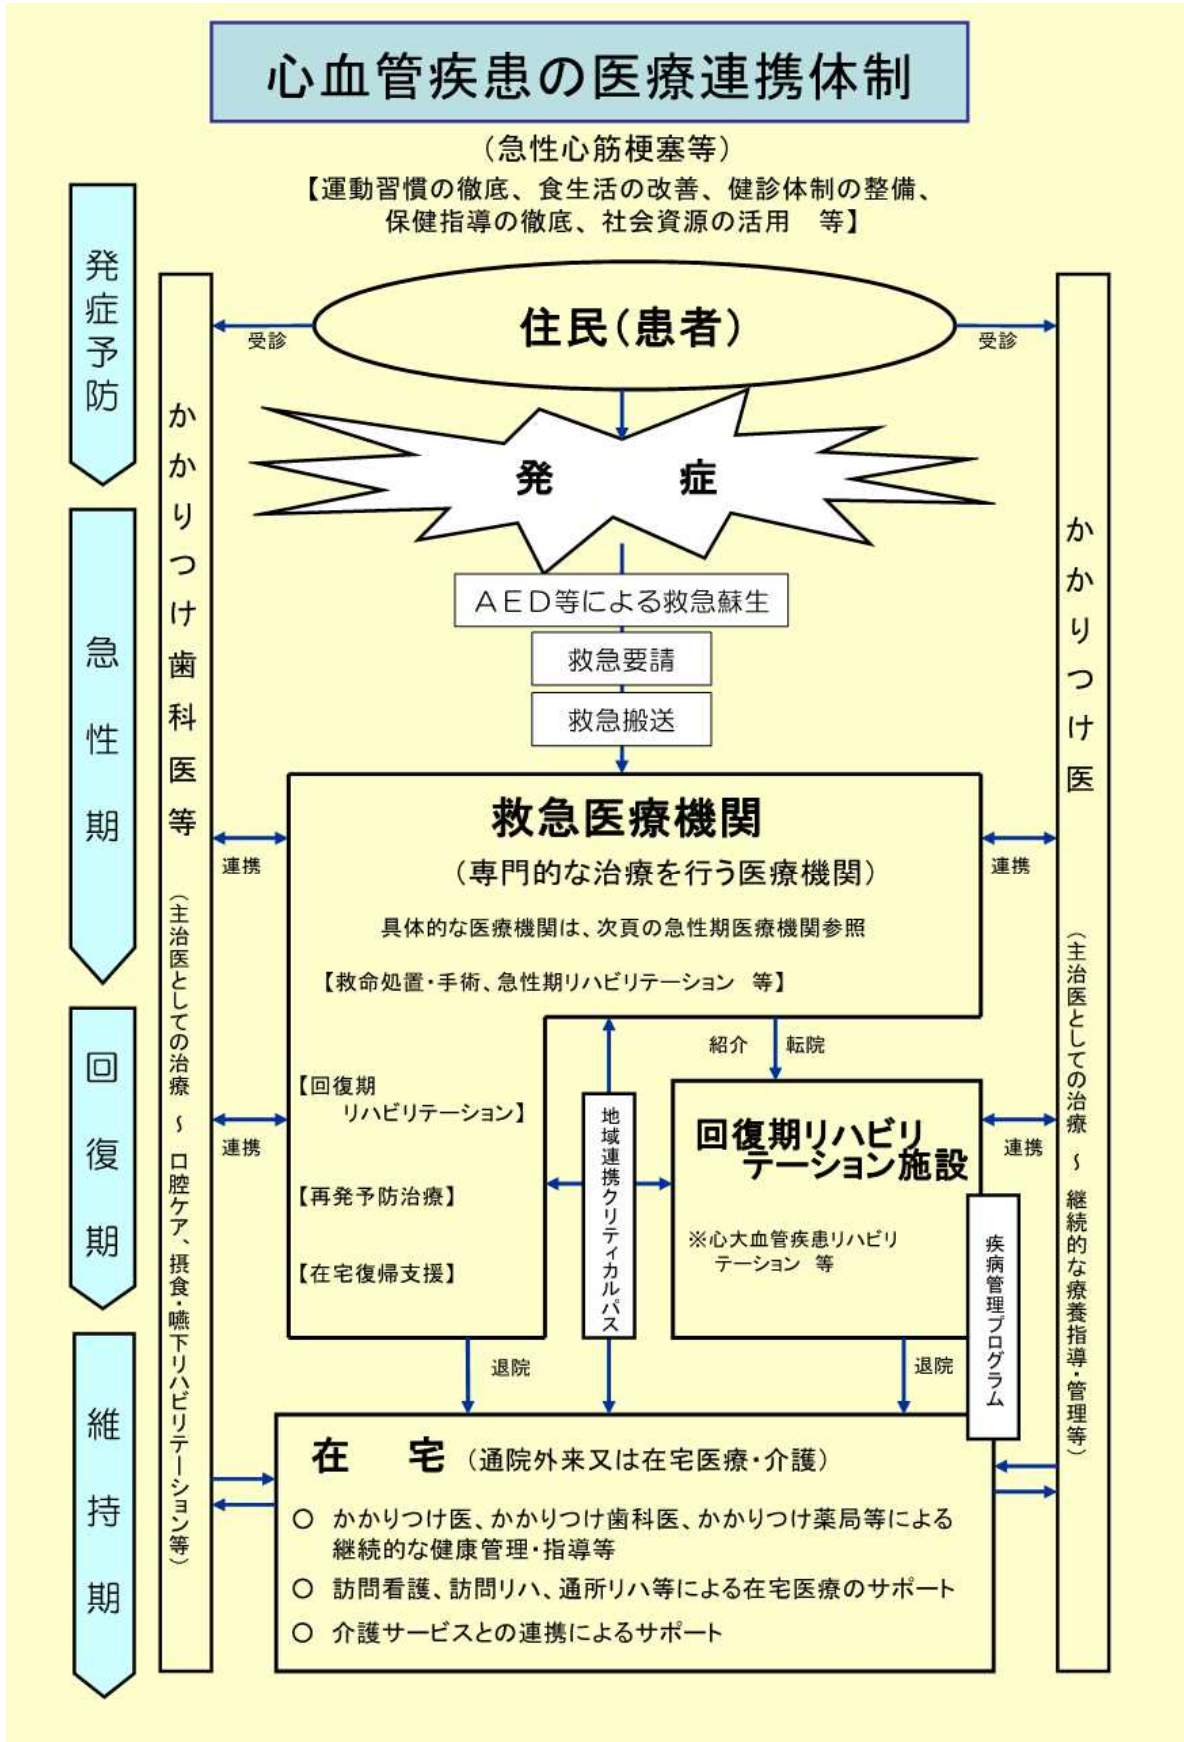 心血管疾患の医療連携体制
（急性心筋梗塞等）
【運動習慣の徹底、食生活の改善、健診体制の整備、
保健指導の徹底、社会資源の活用　等】
発症予防
急性期
回復期
維持期
かかりつけ歯科医等
（主治医としての治療 ～ 口腔ケア、摂食・嚥下リハビリテーション等）
住民（患者）
受診
受診
発　症
ＡＥＤ等による救急蘇生
救急要請
救急搬送
救急医療機関
（専門的な治療を行う医療機関）
具体的な医療機関は、次頁の急性期医療機関参照
【救命処置・手術、急性期リハビリテーション　等】
連携
連携
紹介
転院
【回復期
リハビリテーション】
【再発予防治療】
【在宅復帰支援】
連携
地域連携クリティカルパス
回復期リハビリ
テーション施設
※心大血管疾患リハビリ
テーション　等
連携
疾病管理プログラム
退院
退院
在　宅（通院外来又は在宅医療・介護）
○　かかりつけ医、かかりつけ歯科医、かかりつけ薬局等による
継続的な健康管理・指導等
○　訪問看護、訪問リハ、通所リハ等による在宅医療のサポート
○　介護サービスとの連携によるサポート
かかりつけ医
（主治医としての治療 ～ 継続的な療養指導・管理等）